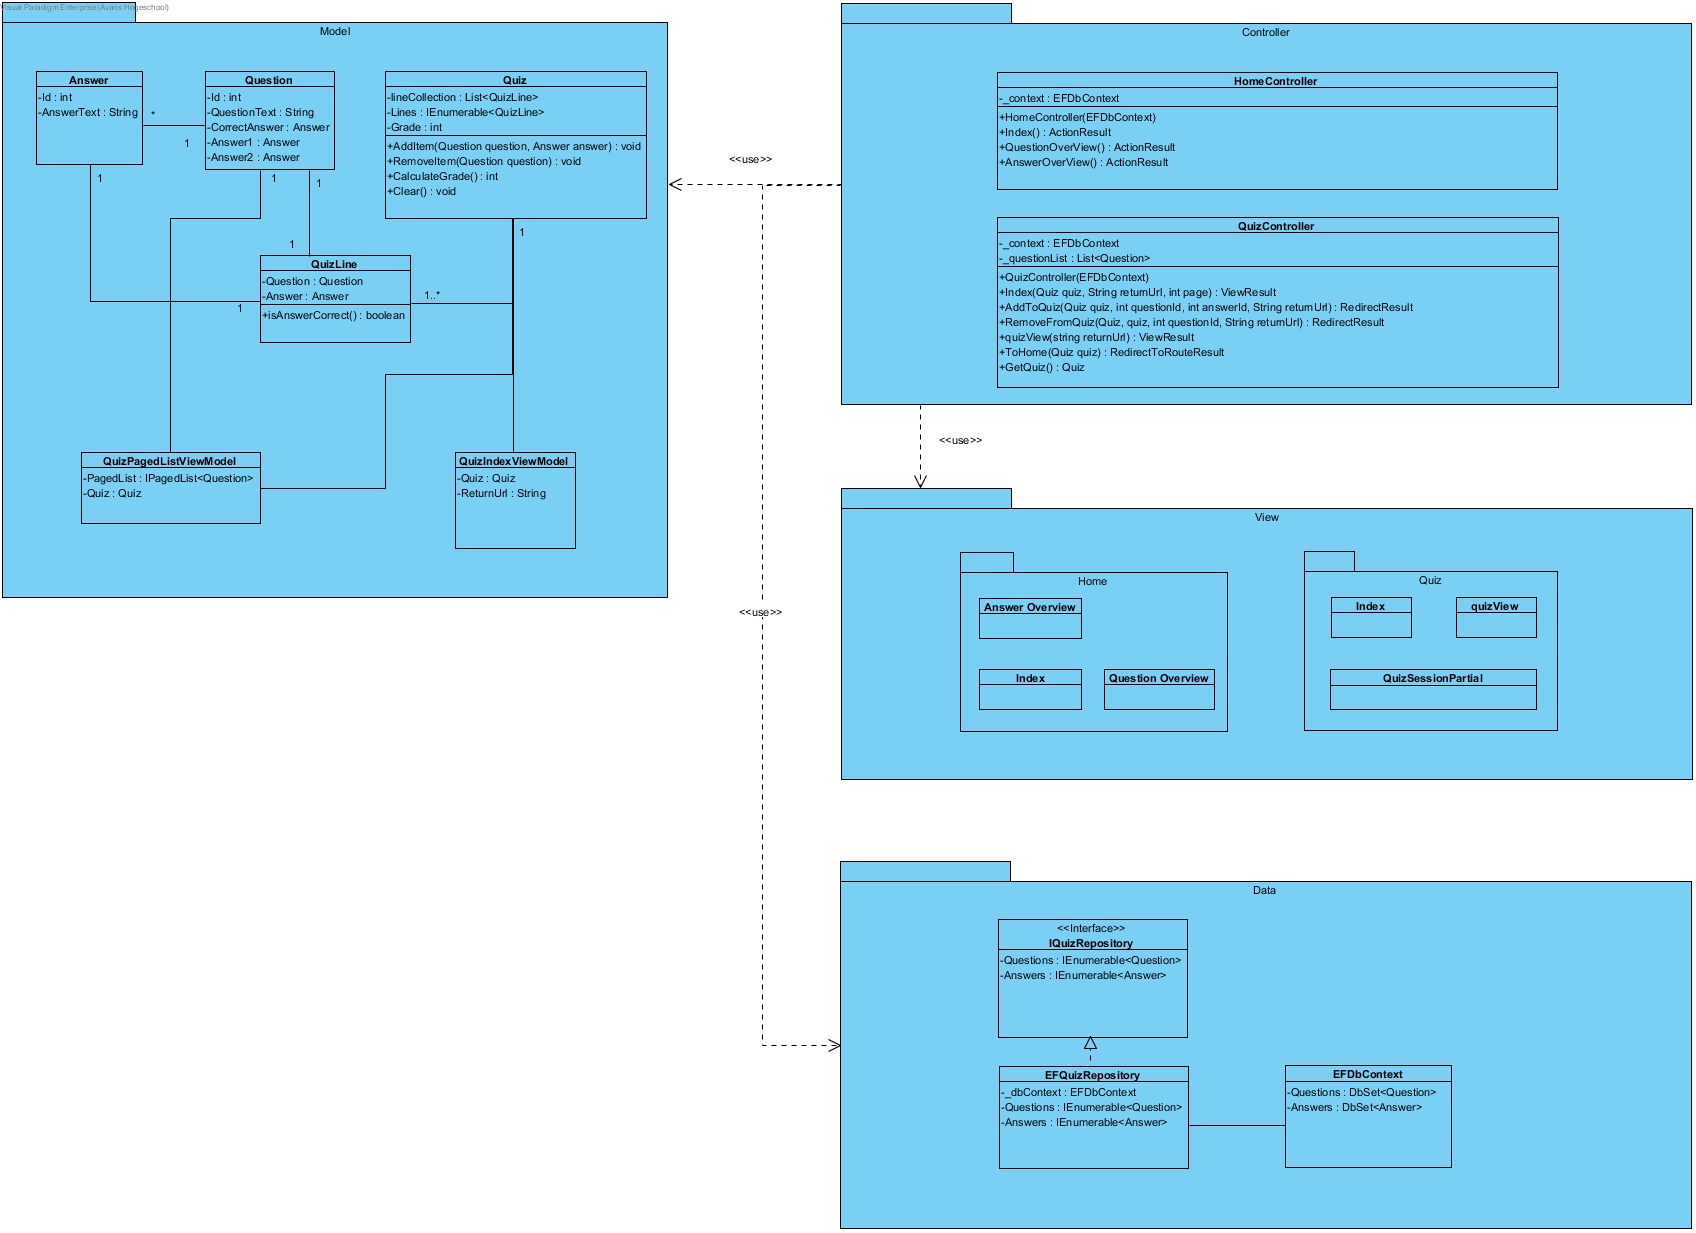 Visual Paradigm Enterprise(Avans Hogeschool)
Model
Answer
-Id : int
-AnswerText : String
*
1
1
Question
-Id : int
-QuestionText : String
-CorrectAnswer : Answer
-Answer1 : Answer
-Answer2 : Answer
1
1
Quiz
-lineCollection : List<QuizLine>
-Lines : IEnumerable<QuizLine>
-Grade : int
+AddItem(Question question, Answer answer) : void
+RemoveItem(Question question) : void
+CalculateGrade() : int
+Clear() : void
1
1
QuizLine
-Question : Question
-Answer : Answer
+isAnswerCorrect() : boolean
1
1..*
QuizPagedListViewModel
-PagedList : IPagedList<Question>
-Quiz : Quiz
QuizIndexViewModel
-Quiz : Quiz
-ReturnUrl : String
<<use>>
<<use>>
Controller
HomeController
-_context : EFDbContext
+HomeController(EFDbContext)
+Index() : ActionResult
+QuestionOverView() : ActionResult
+AnswerOverView() : ActionResult
QuizController
-_context : EFDbContext
-_questionList : List<Question>
+QuizController(EFDbContext)
+Index(Quiz quiz, String returnUrl, int page) : ViewResult
+AddToQuiz(Quiz quiz, int questionId, int answerId, String returnUrl) : RedirectResult
+RemoveFromQuiz(Quiz, quiz, int questionId, String returnUrl) : RedirectResult
+quizView(string returnUrl) : ViewResult
+ToHome(Quiz quiz) : RedirectToRouteResult
+GetQuiz() : Quiz
<<use>>
View
Home
Answer Overview
Index
Question Overview
Quiz
Index
quizView
QuizSessionPartial
Data
<<Interface>>
IQuizRepository
-Questions : IEnumerable<Question>
-Answers : IEnumerable<Answer>
EFQuizRepository
-_dbContext : EFDbContext
-Questions : IEnumerable<Question>
-Answers : IEnumerable<Answer>
EFDbContext
-Questions : DbSet<Question>
-Answers : DbSet<Answer>